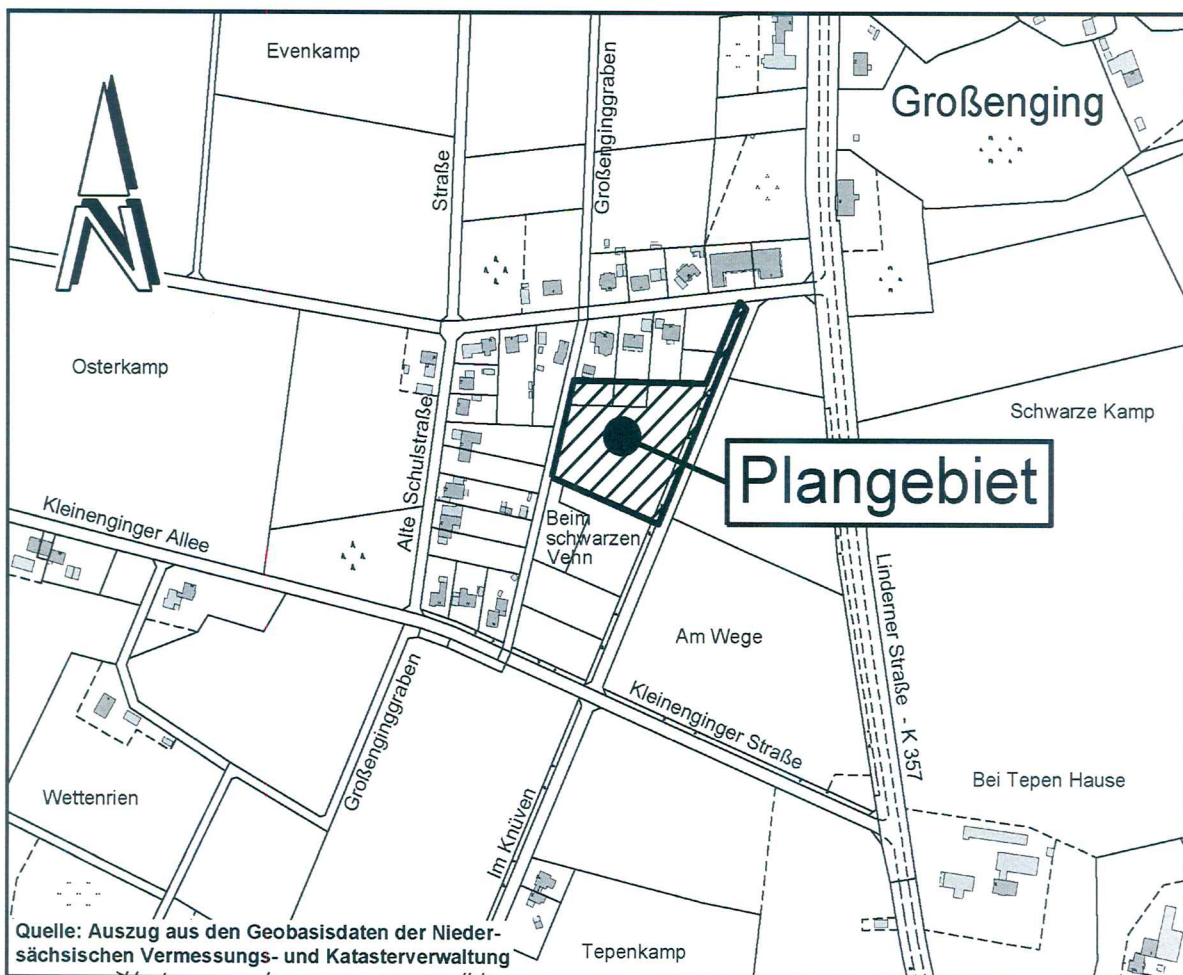 Evenkamp
Großenging
Straße
Großenginggraben
N
Osterkamp
Schwarze Kamp
Alte Schulstraße
Plangebiet
Kleinenginger Allee
Beim
schwarzen
Vehn
Linderner Straße - K 357
Am Wege
Großenginggraben
Kleinenginger Straße
Bei Tepen Hause
Wettenrien
Im Knüven
Quelle: Auszug aus den Geobasisdaten der Nieder-
sächsischen Vermessungs- und Katasterverwaltung
Tepenkamp